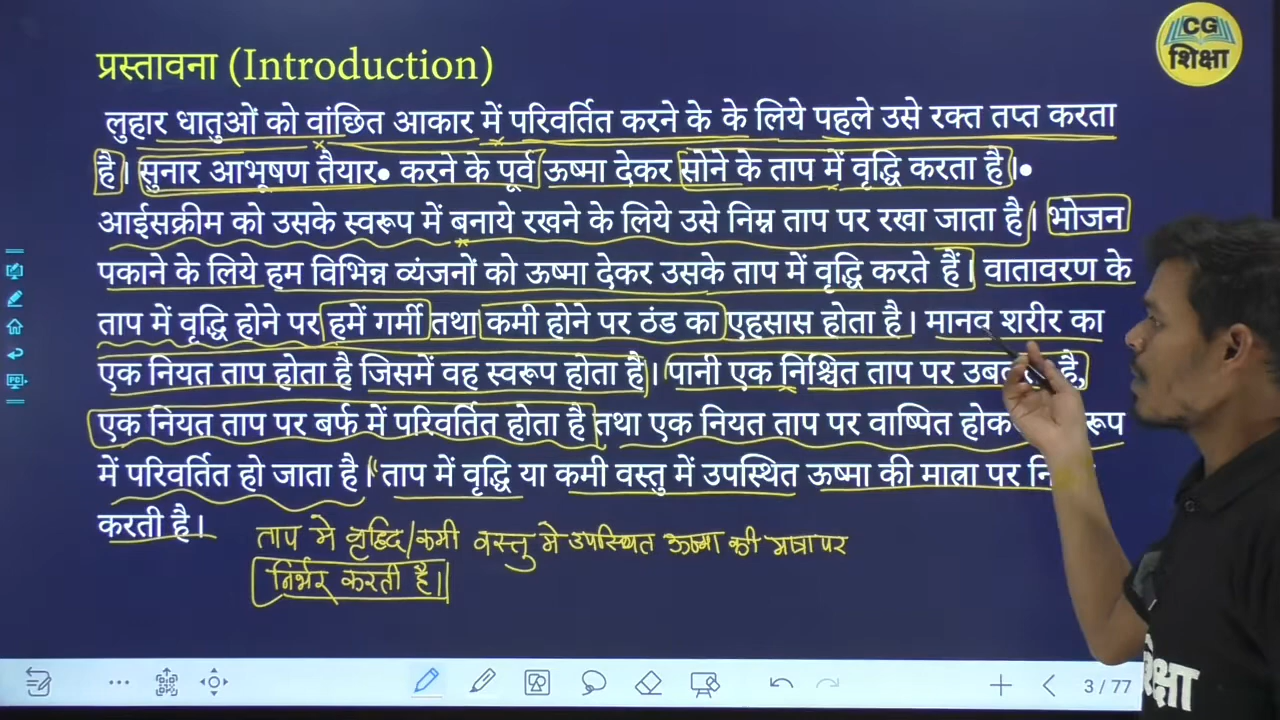 प्रस्तावना (Introduction)
CG
शिक्षा
लुहार धातुओं को वांछित आकार में परिवर्तित करने के के लिये पहले उसे रक्त तप्त करता
है। सुनार आभूषण तैयार• करने के पूर्व ऊष्मा देकर सोने के ताप में वृद्धि करता है।•
आईसक्रीम को उसके स्वरूप में बनाये रखने के लिये उसे निम्न ताप पर रखा जाता है। भोजन
पकाने के लिये हम विभिन्न व्यंजनों को ऊष्मा देकर उसके ताप में वृद्धि करते हैं। वातावरण के
ताप में वृद्धि होने पर हमें गर्मी तथा कमी होने पर ठंड का एहसास होता है। मानव शरीर का
एक नियत ताप होता है जिसमें वह स्वरूप होता है। पानी एक निश्चित ताप पर है,
एक नियत ताप पर बर्फ में परिवर्तित होता है तथा एक नियत ताप पर वाष्पित रूप
में परिवर्तित हो जाता है। ताप में वृद्धि या कमी वस्तु में उपस्थित ऊष्मा की मात्रा पर
करती है।
ताप मे वृद्धि/कमी वस्तु मे उपस्थित ऊष्मा की मात्रा पर
निर्भर करती है।
3 / 77